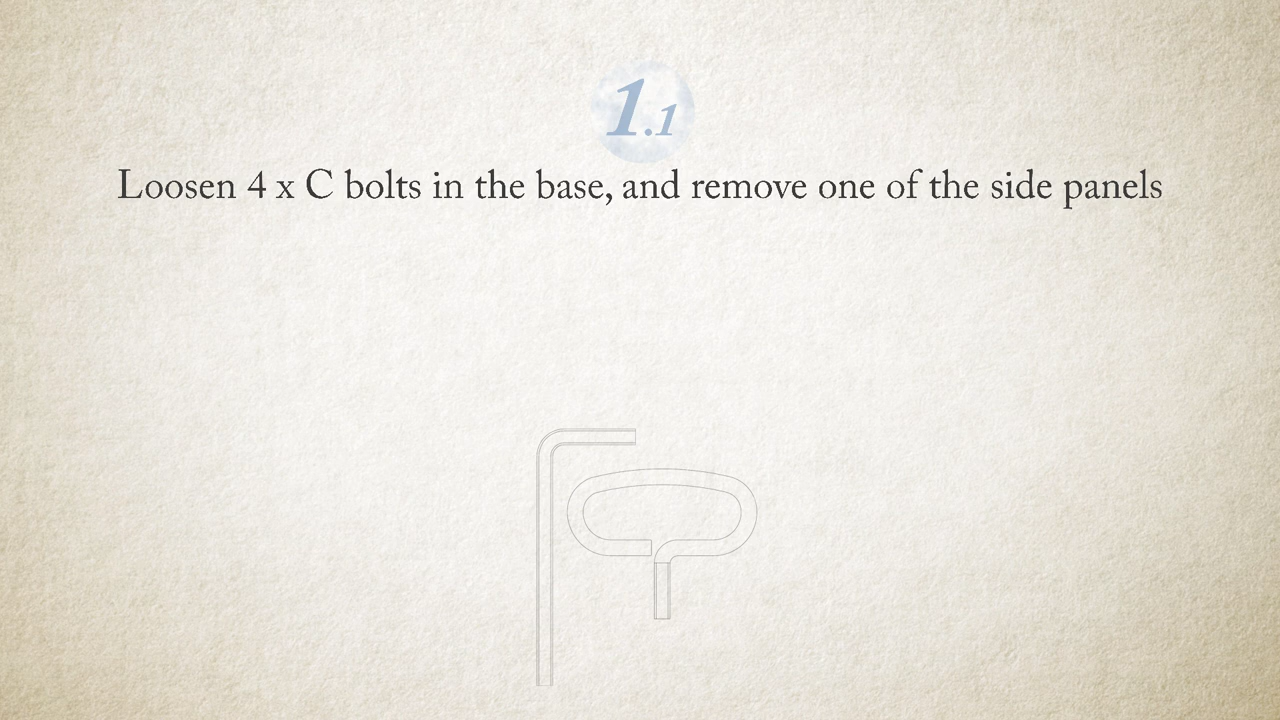 1.1
Loosen 4 x C bolts in the base, and remove one of the side panels